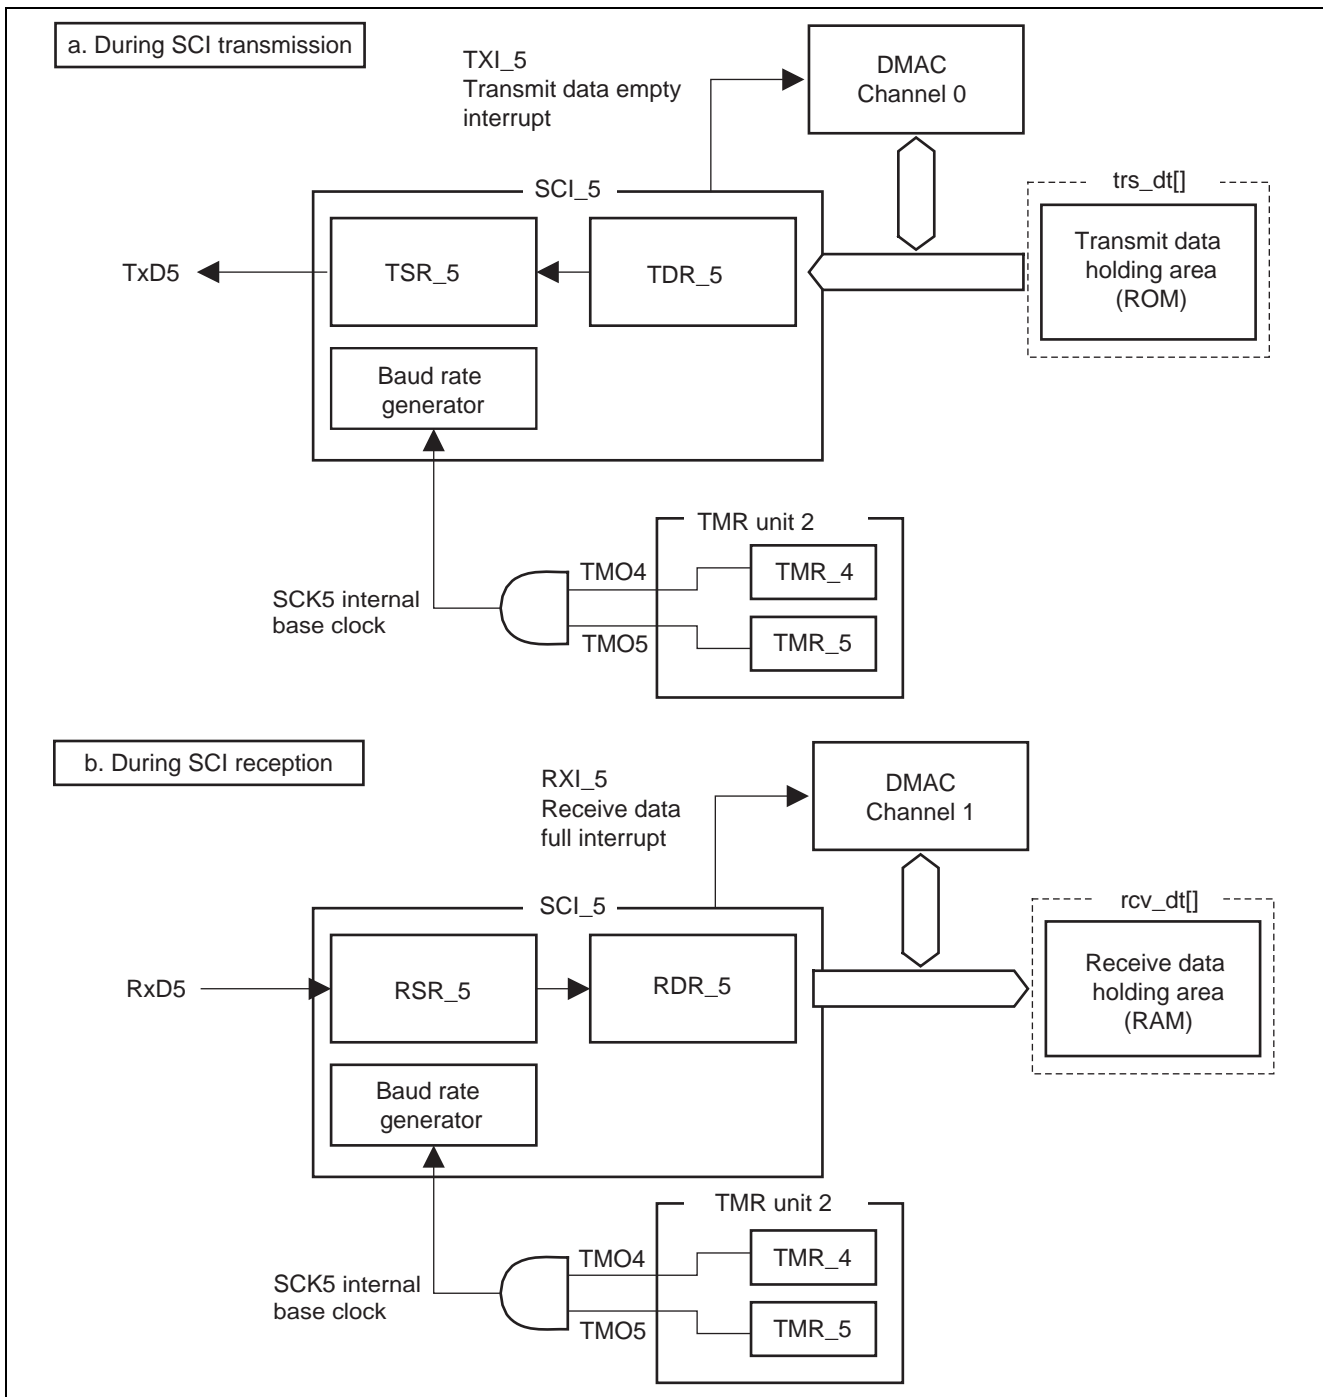 a. During SCI transmission
TXI_5
Transmit data empty
interrupt
DMAC
Channel 0
SCI_5
trs_dt[]
TxD5
TSR_5
TDR_5
Transmit data
holding area
(ROM)
Baud rate
generator
TMR unit 2
TMO4
TMR_4
SCK5 internal
base clock
TMO5
TMR_5
b. During SCI reception
RXI_5
Receive data
full interrupt
DMAC
Channel 1
SCI_5
rcv_dt[]
RxD5
RSR_5
RDR_5
Receive data
holding area
(RAM)
Baud rate
generator
TMR unit 2
TMO4
TMR_4
SCK5 internal
base clock
TMO5
TMR_5